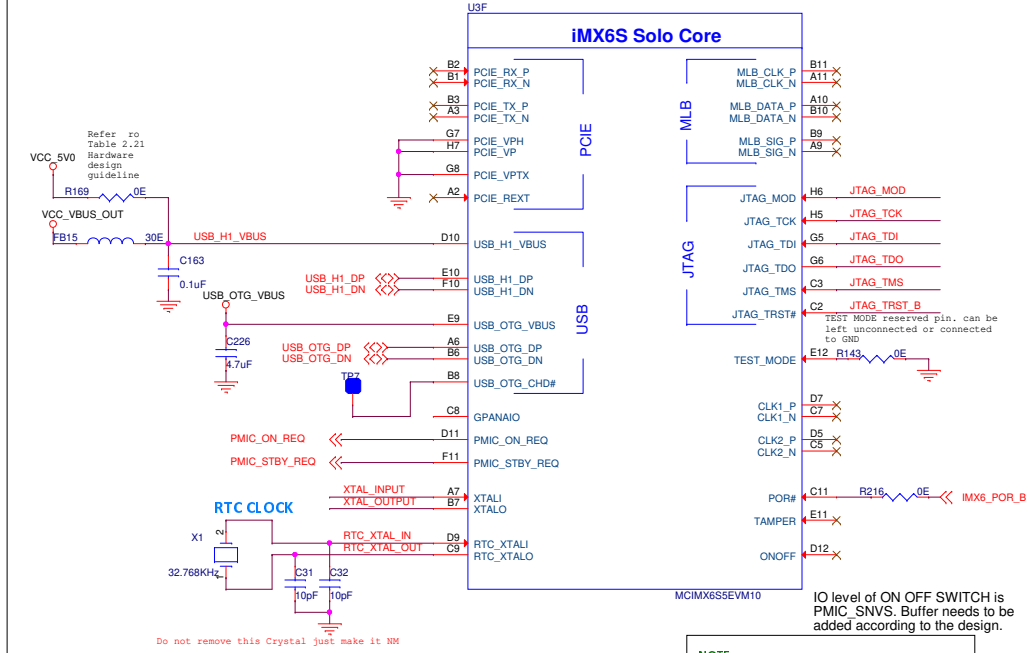 U3F
iMX6S Solo Core
B2
PCIE_RX_P
B1
PCIE_RX_N
B3
PCIE_TX_P
A3
PCIE_TX_N
G7
PCIE_VPH
H7
PCIE_VP
G8
PCIE_VPTX
A2
PCIE_REXT
PCIE
MLB
MLB_CLK_P
B11
MLB_CLK_N
A11
MLB_DATA_P
A10
MLB_DATA_N
B10
MLB_SIG_P
B9
MLB_SIG_N
A9
Refer ro
Table 2.21
Hardware
design
guideline
VCC_5V0
R169
0E
VCC_VBUS_OUT
FB15
30E
USB_H1_VBUS
D10
USB_H1_VBUS
C163
0.1uF
USB_H1_DP
E10
USB_H1_DP
USB_H1_DN
F10
USB_H1_DN
USB_OTG_VBUS
E9
USB_OTG_VBUS
C226
4.7uF
USB_OTG_DP
A6
USB_OTG_DP
USB_OTG_DN
B6
USB_OTG_DN
TP7
B8
USB_OTG_CHD#
USB
JTAG
JTAG_MOD
H6
JTAG_MOD
JTAG_TCK
H5
JTAG_TCK
JTAG_TDI
G5
JTAG_TDI
JTAG_TDO
G6
JTAG_TDO
JTAG_TMS
C3
JTAG_TMS
JTAG_TRST#
C2
JTAG_TRST_B
TEST MODE reserved pin. can be
left unconnected or connected
to GND
TEST_MODE
E12
R143
0E
C8
GPANAIO
PMIC_ON_REQ
D11
PMIC_ON_REQ
PMIC_STBY_REQ
F11
PMIC_STBY_REQ
CLK1_P
D7
CLK1_N
C7
CLK2_P
D5
CLK2_N
C5
XTAL_INPUT
A7
XTALI
XTAL_OUTPUT
B7
XTALO
POR#
C11
R216
0E
IMX6_POR_B
TAMPER
E11
ONOFF
D12
RTC CLOCK
X1
2
1
32.768KHz
RTC_XTAL_IN
D9
RTC_XTALI
RTC_XTAL_OUT
C9
RTC_XTALO
C31
10pF
C32
10pF
MCIMX6S5EVM10
Do not remove this Crystal just make it NM
IO level of ON OFF SWITCH is
PMIC_SNVS. Buffer needs to be
added according to the design.
NOTE